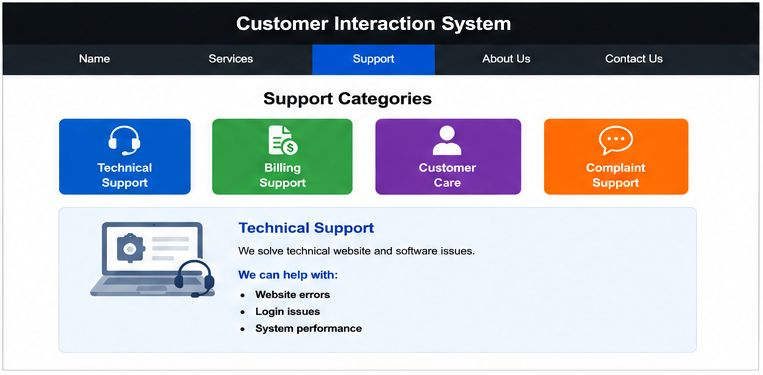 Customer Interaction System
Name Services Support About Us Contact Us
Support Categories
Technical Support
Billing Support
Customer Care
Complaint Support
$
Technical Support
We solve technical website and software issues.
We can help with:
• Website errors
• Login issues
• System performance